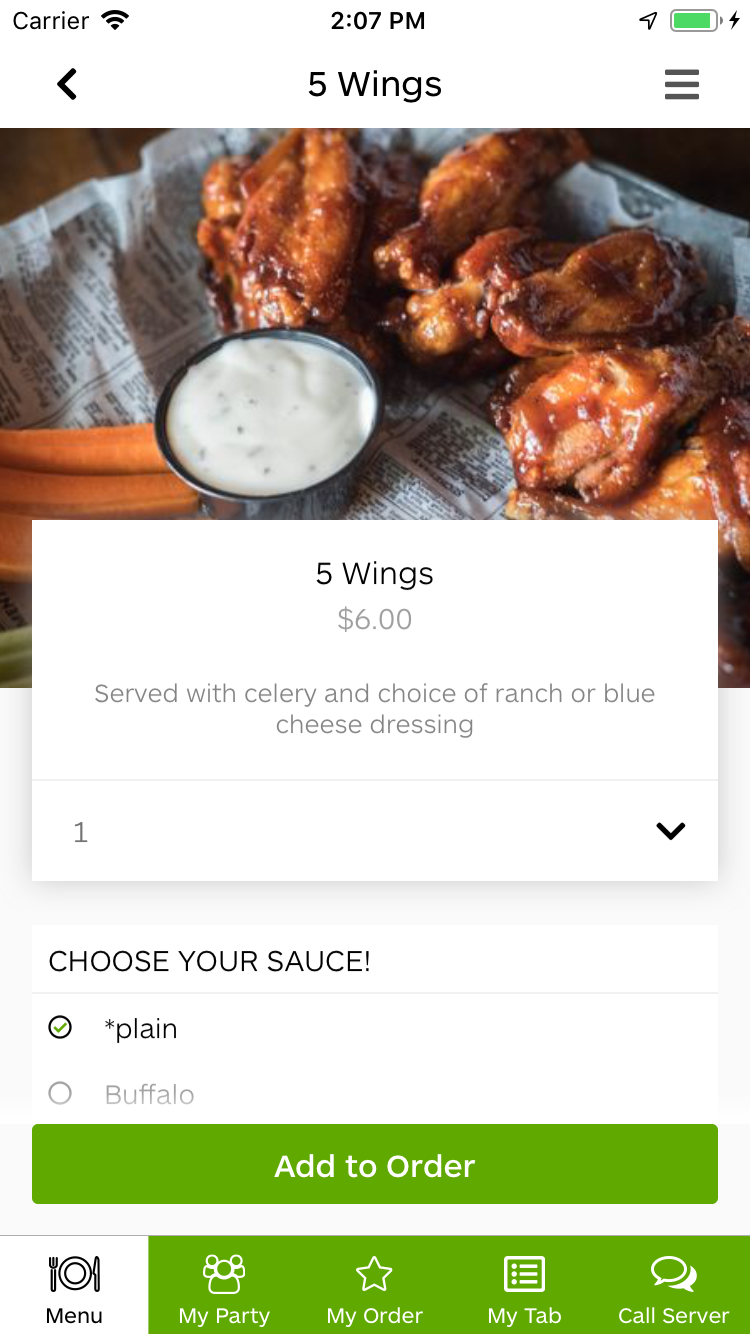 Carrier 2:07 PM
5 Wings
5 Wings
$6.00
Served with celery and choice of ranch or blue
cheese dressing
1
CHOOSE YOUR SAUCE!
*plain
Buffalo
Add to Order
Menu My Party My Order My Tab Call Server